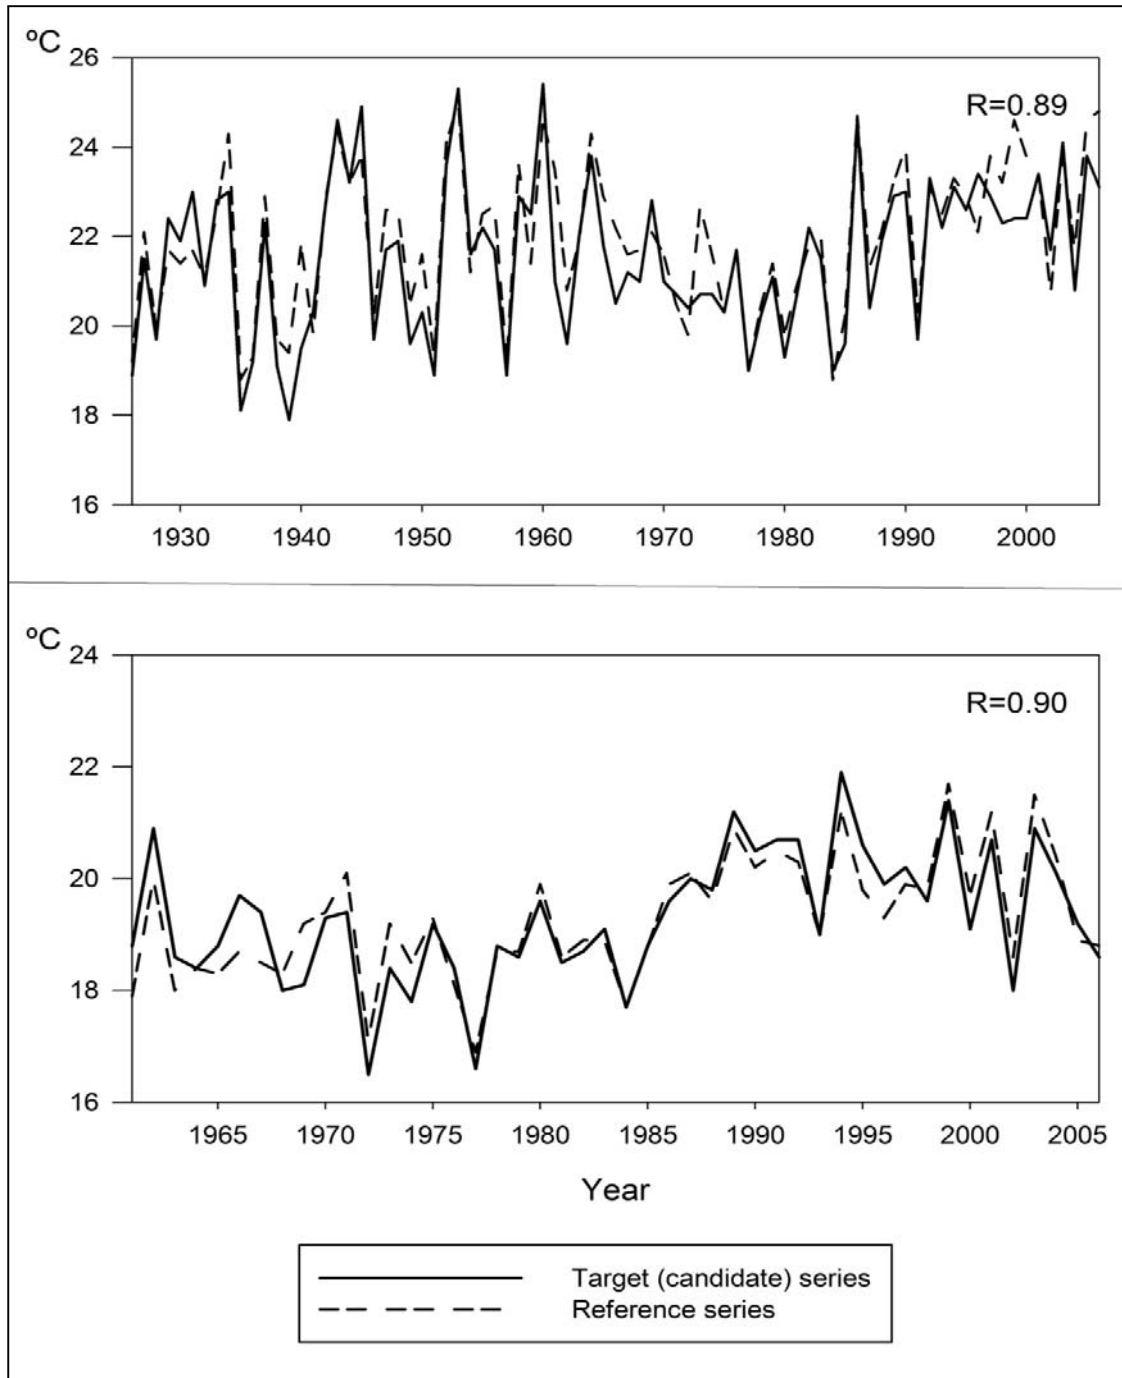 ºC
26
R=0.89
24
22
20
18
16
1930 1940 1950 1960 1970 1980 1990 2000
ºC
24
R=0.90
22
20
18
16
1965 1970 1975 1980 1985 1990 1995 2000 2005
Year
Target (candidate) series
Reference series